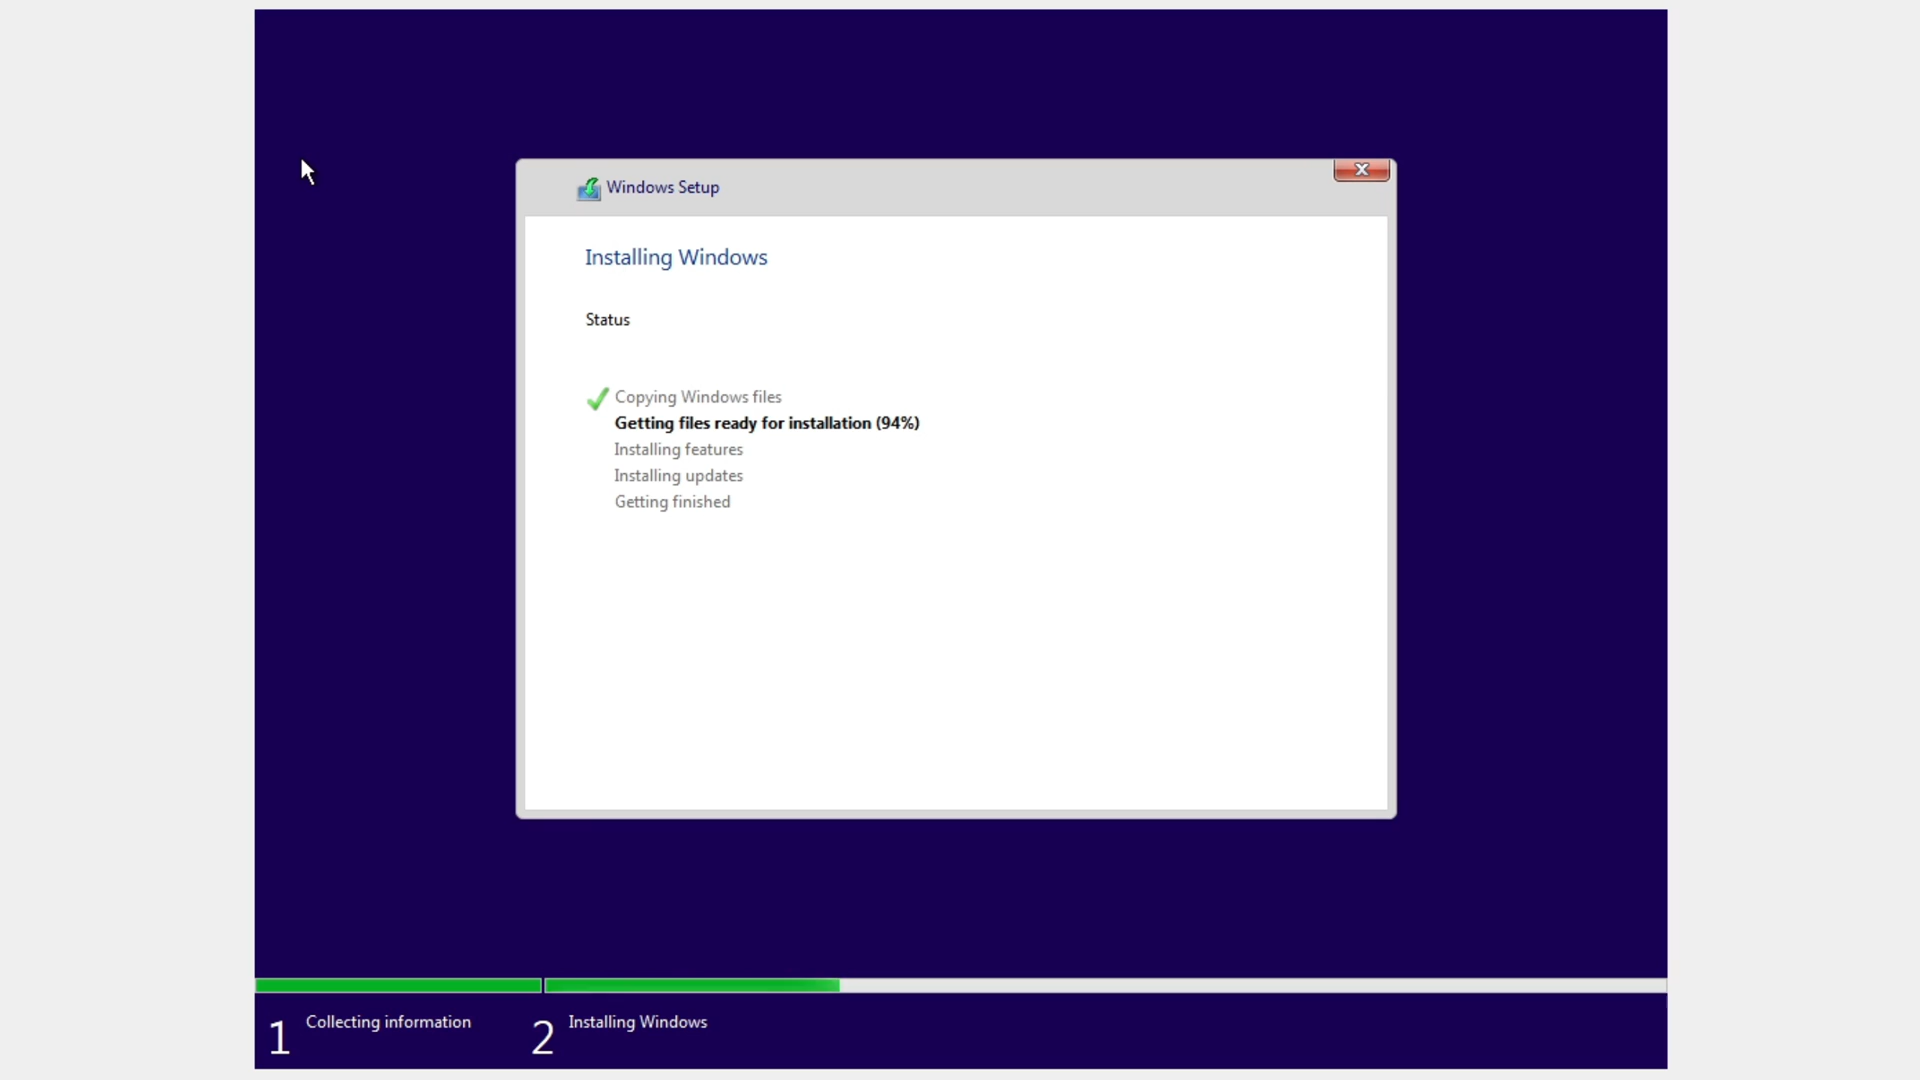 Windows Setup
Installing Windows
Status
Copying Windows files
Getting files ready for installation (94%)
Installing features
Installing updates
Getting finished
1 Collecting information
2 Installing Windows